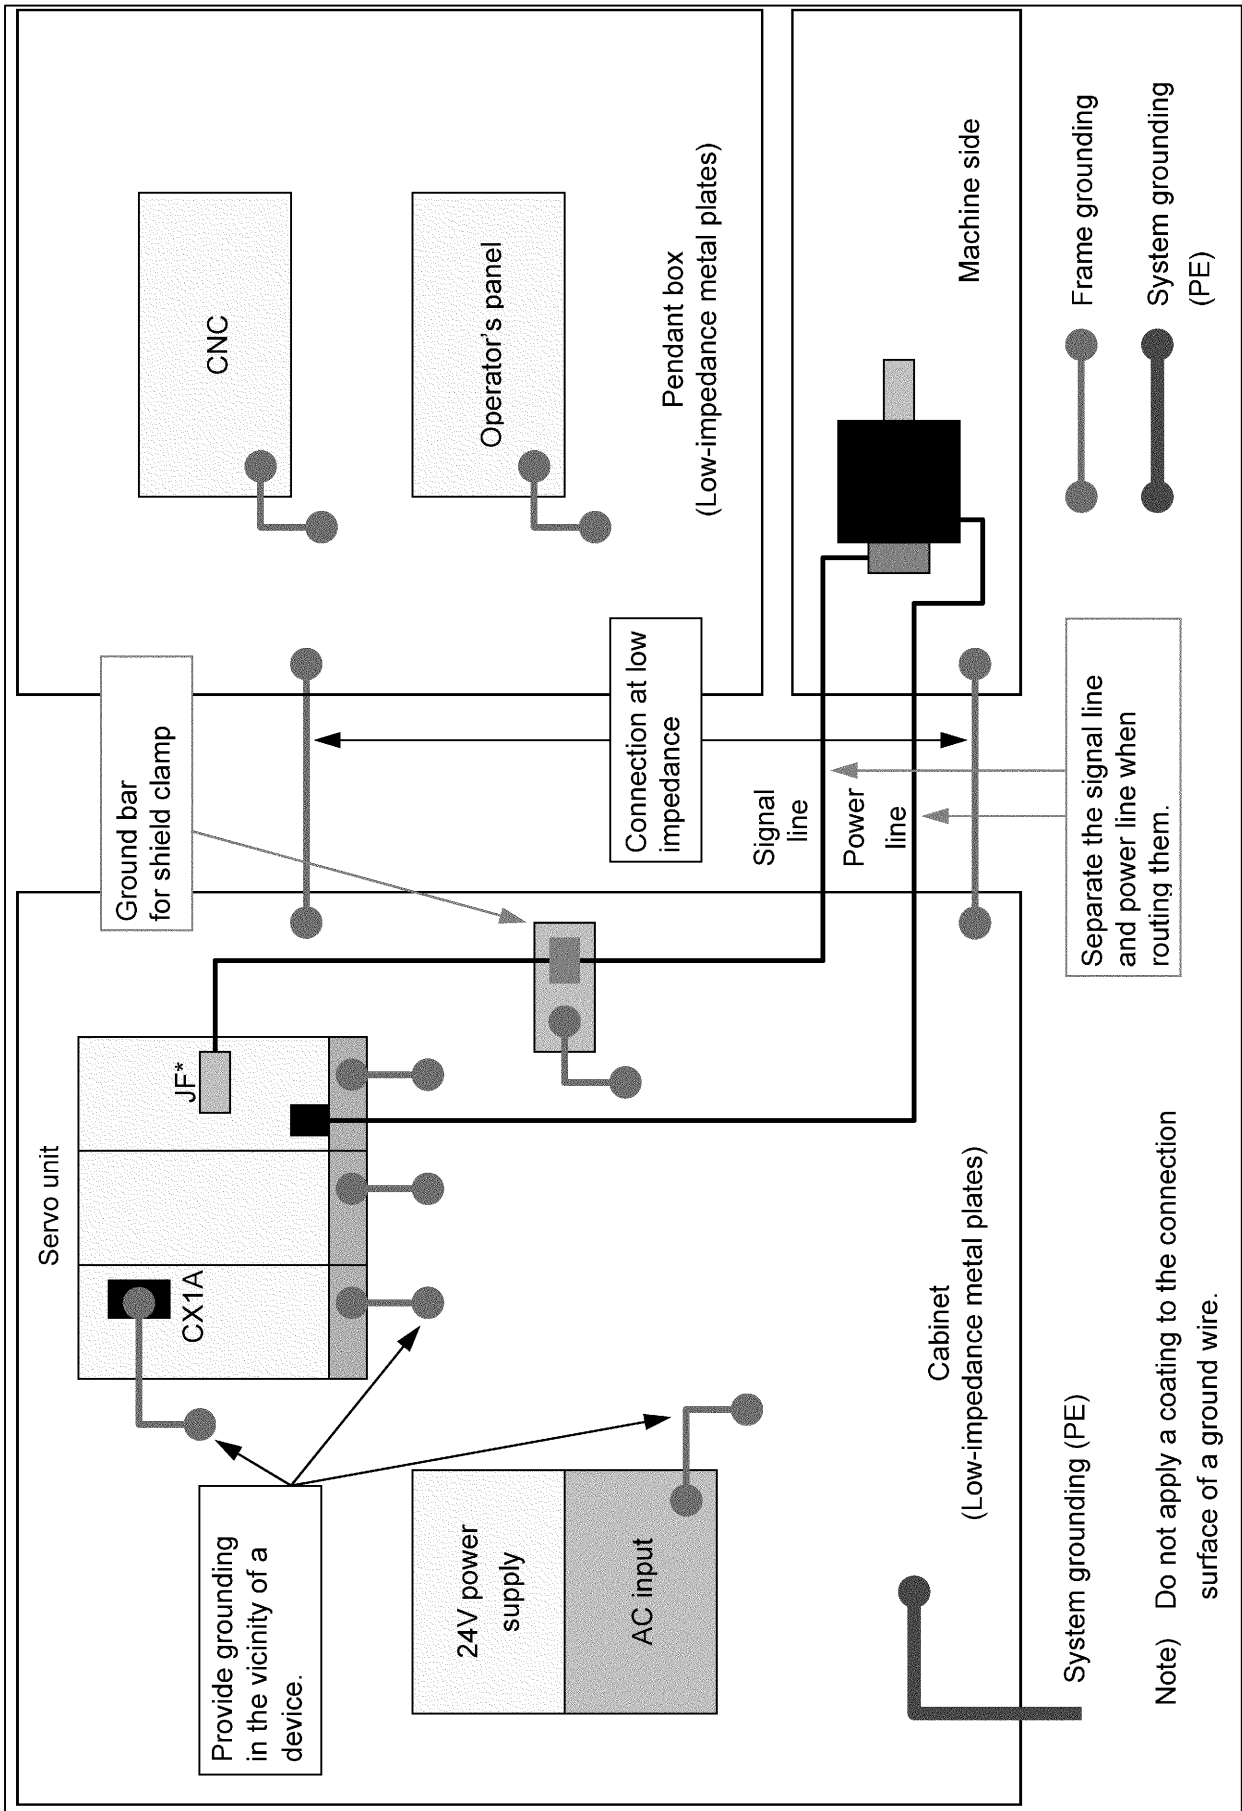 Servo unit
CX1A
JF*
Provide grounding
in the vicinity of a
device.
24V power
supply
AC input
Cabinet
(Low-impedance metal plates)
System grounding (PE)
Ground bar
for shield clamp
Connection at low
impedance
Signal
line
Power
line
CNC
Operator's panel
Pendant box
(Low-impedance metal plates)
Machine side
Separate the signal line
and power line when
routing them.
Frame grounding
System grounding
(PE)
Note) Do not apply a coating to the connection
surface of a ground wire.